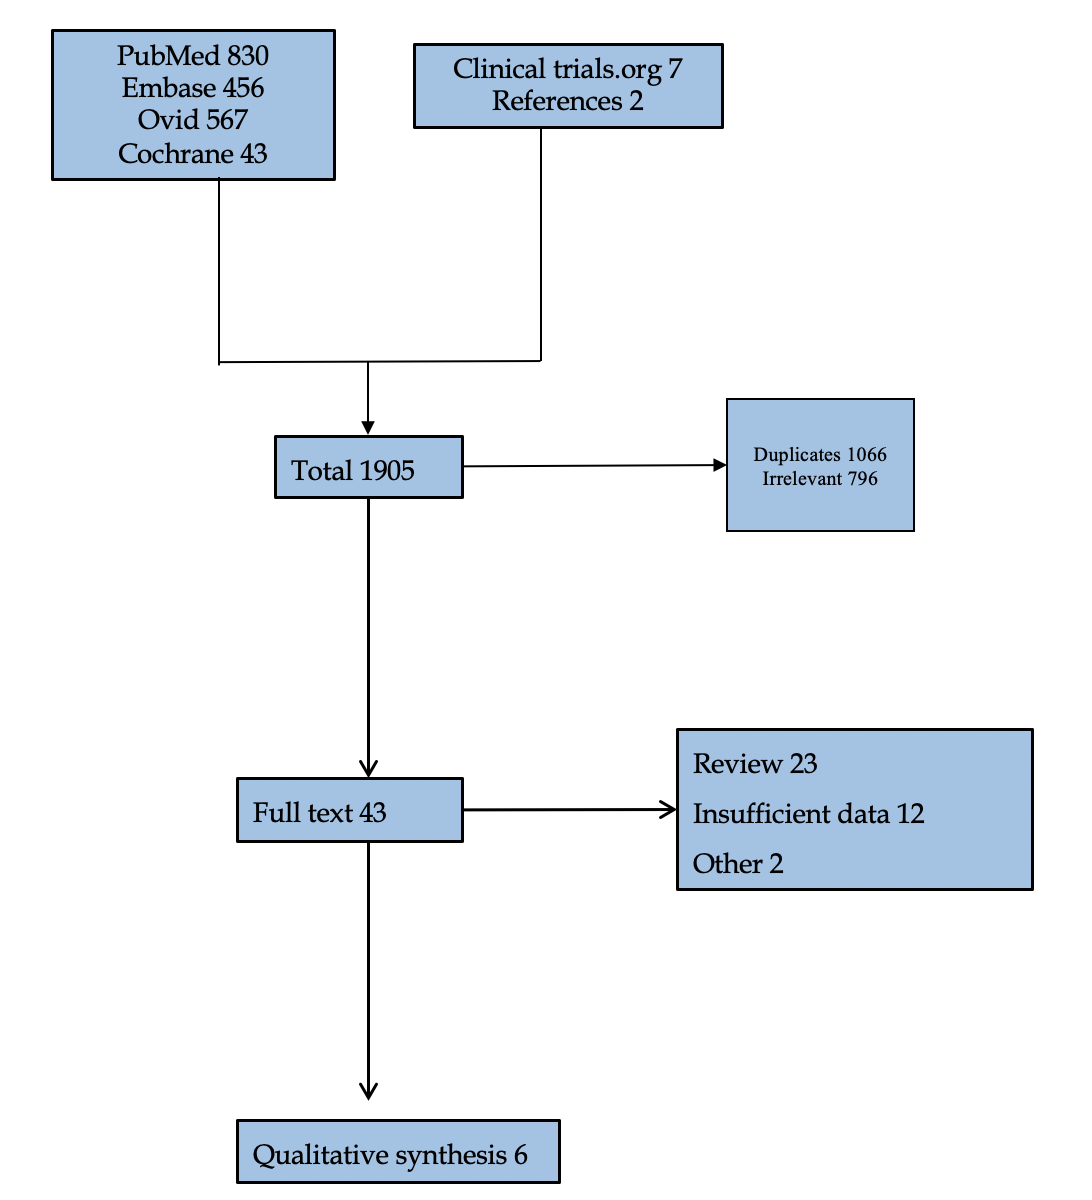 PubMed 830
Embase 456
Ovid 567
Cochrane 43
Clinical trials.org 7
References 2
Total 1905
Duplicates 1066
Irrelevant 796
Full text 43
Review 23
Insufficient data 12
Other 2
Qualitative synthesis 6